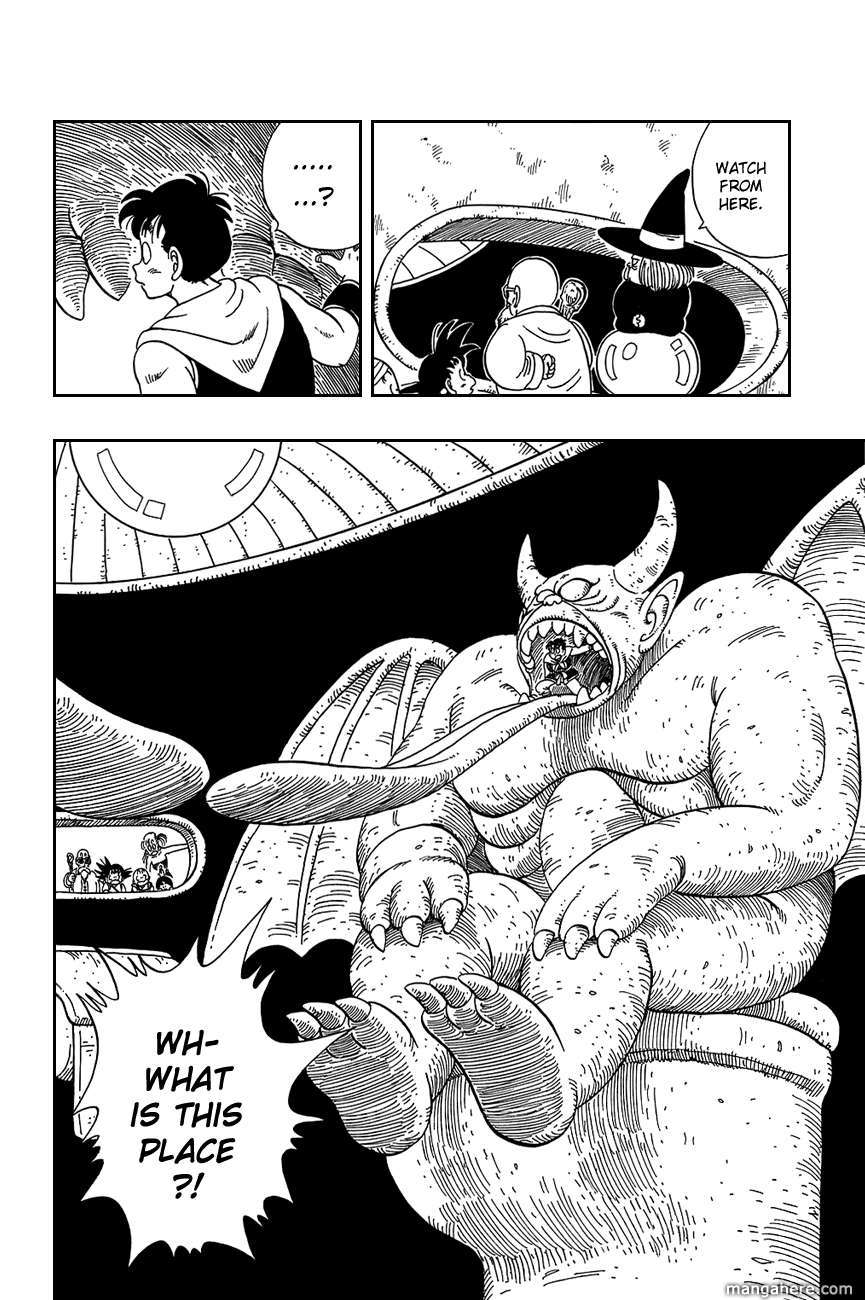 WATCH
FROM
HERE.
.....
...?
WH-
WHAT
IS THIS
PLACE
?!
mangahere.com